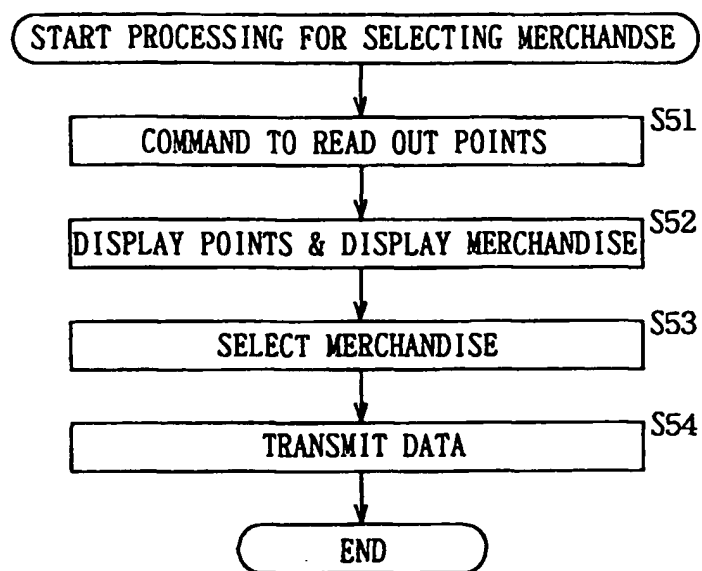 START PROCESSING FOR SELECTING MERCHANDSE
S51
COMMAND TO READ OUT POINTS
S52
DISPLAY POINTS & DISPLAY MERCHANDISE
S53
SELECT MERCHANDISE
S54
TRANSMIT DATA
END